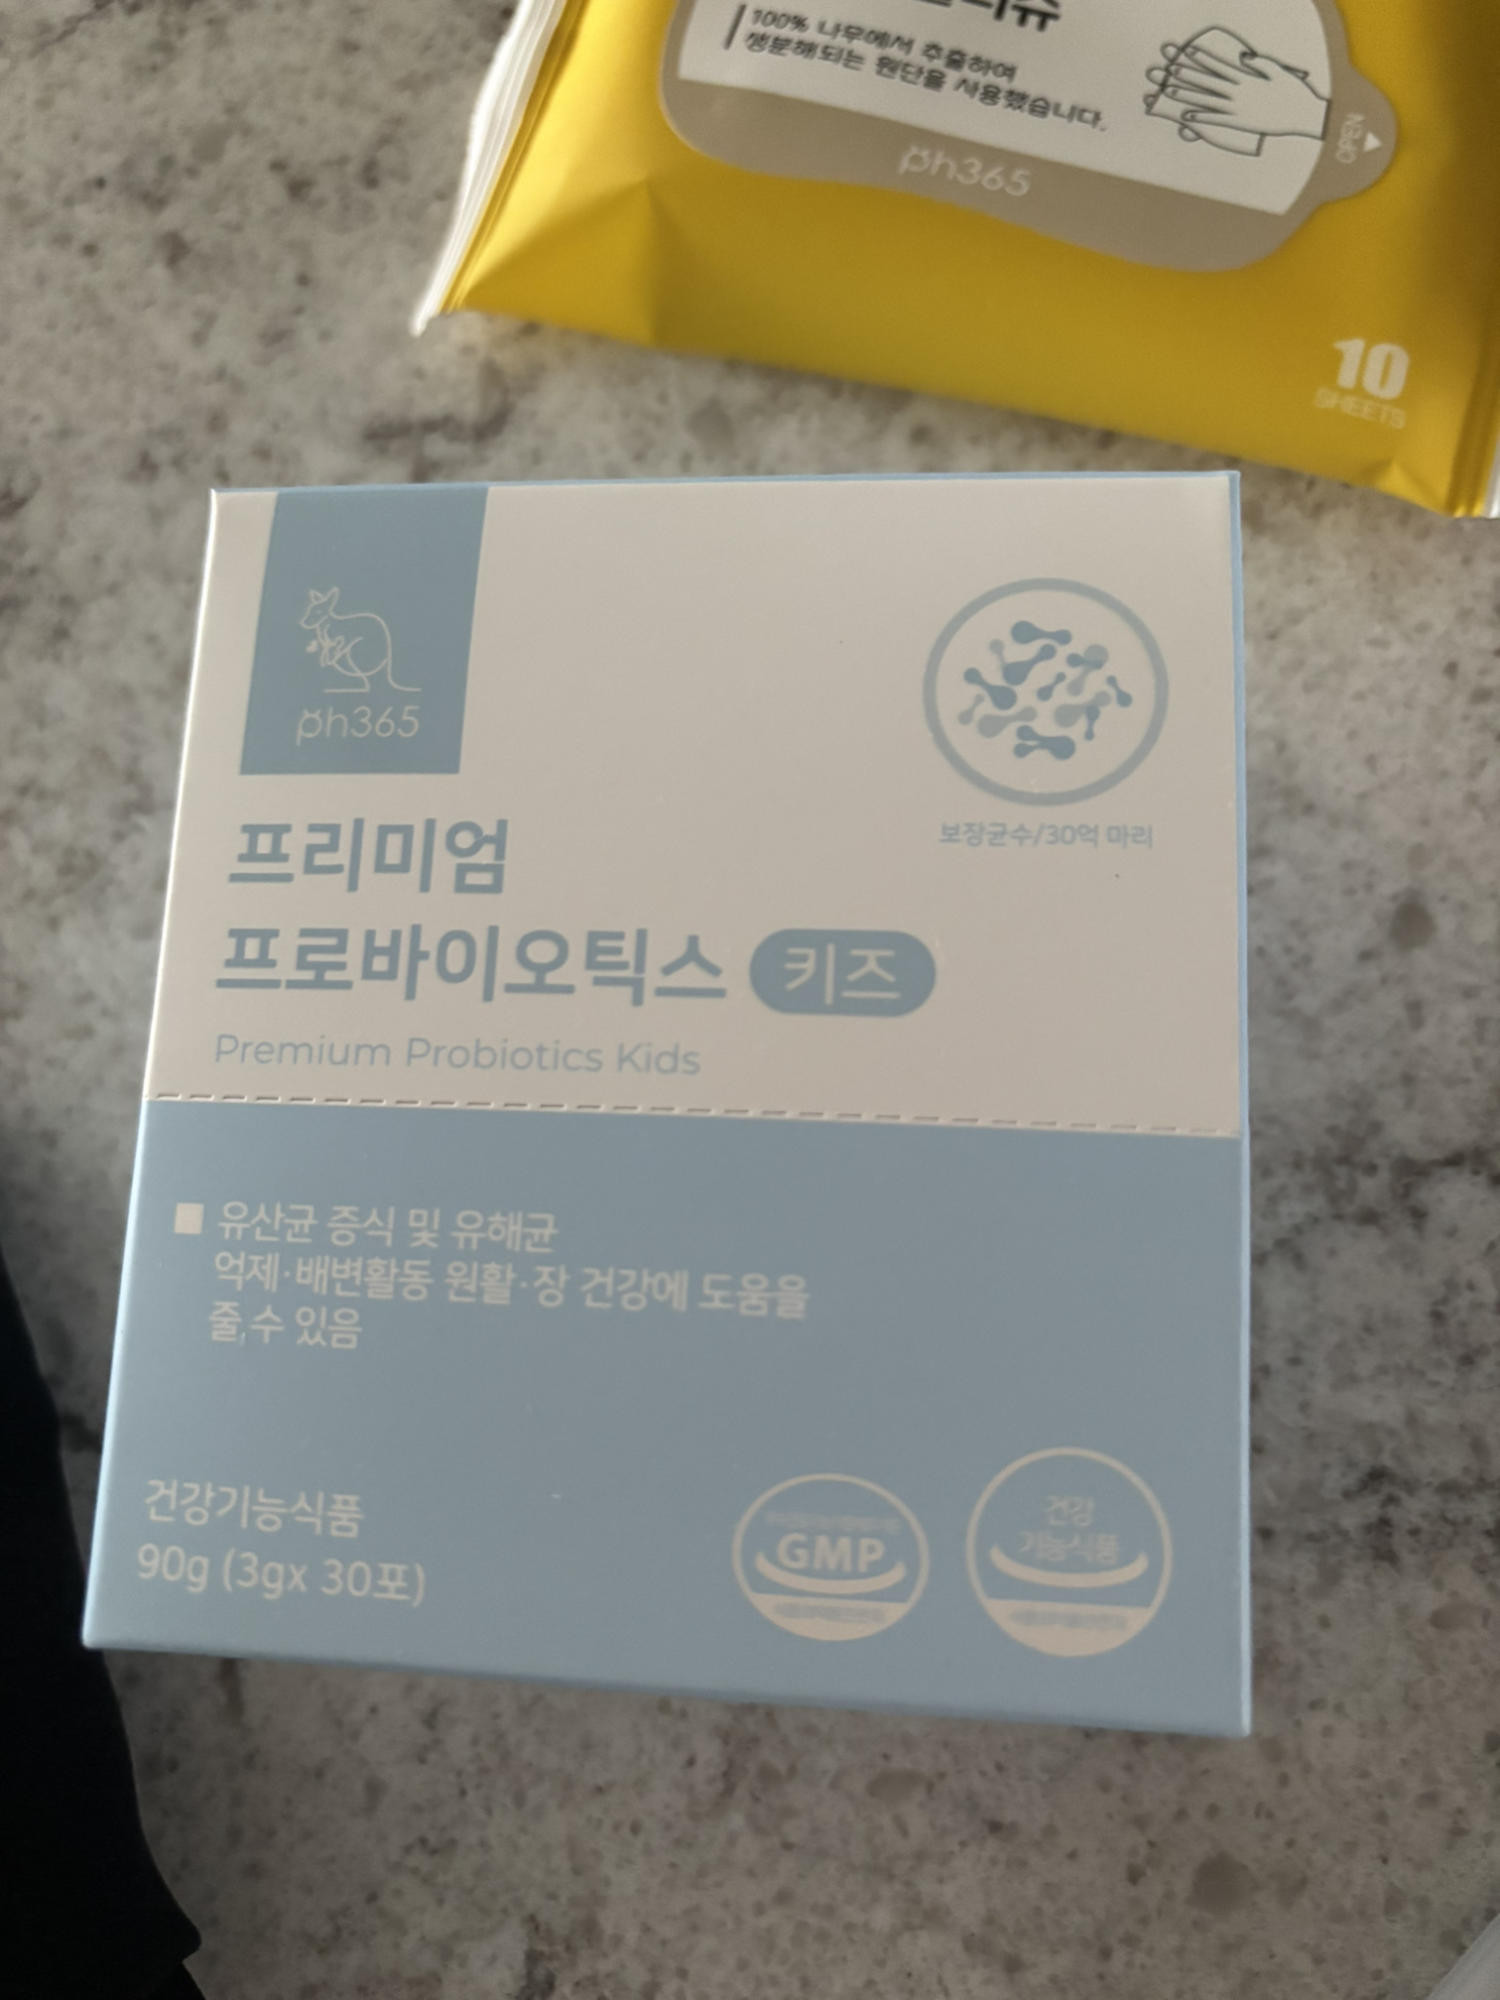 100% 나무에서 추출하여
생분해되는 원단을 사용했습니다.
OPEN
ph365
10
SHEETS
ph365
보장균수/30억 마리
프리미엄
프로바이오틱스 키즈
Premium Probiotics Kids
유산균 증식 및 유해균
억제·배변활동 원활·장 건강에 도움을
줄 수 있음
건강기능식품
90g (3gx 30포)
GMP
건강
기능식품